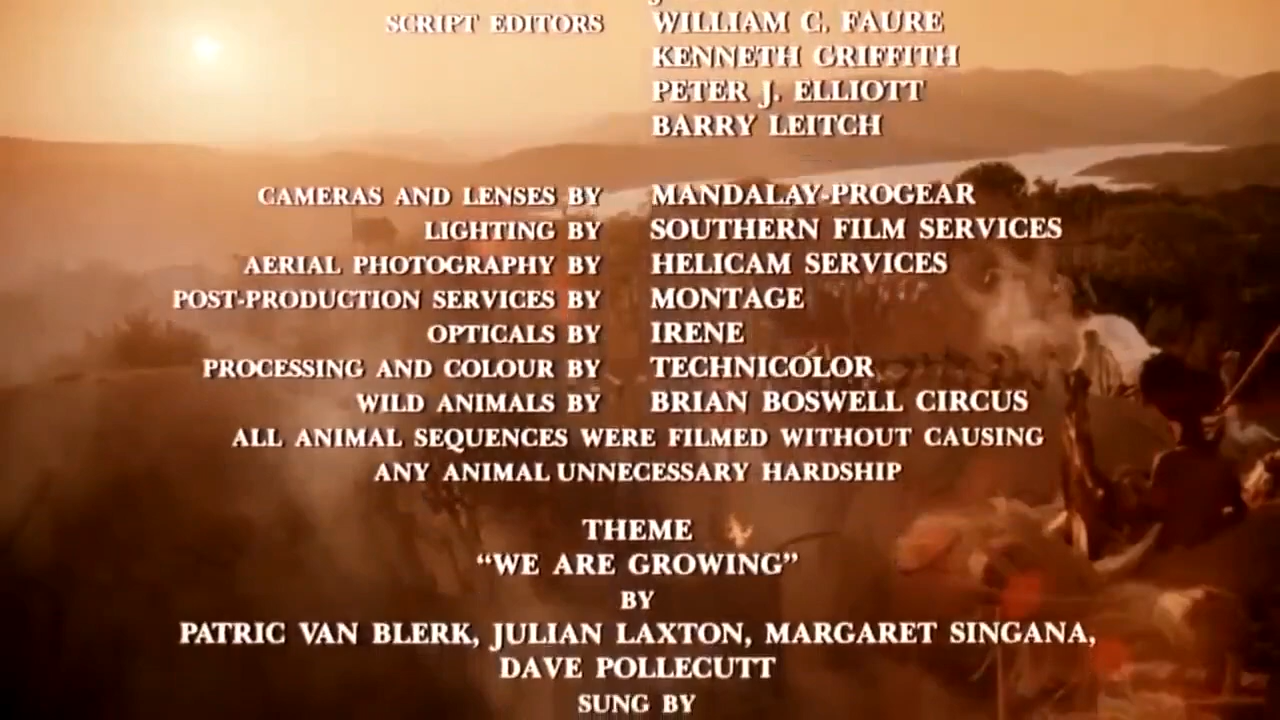 SCRIPT EDITORS WILLIAM C. FAURE
KENNETH GRIFFITH
PETER J. ELLIOTT
BARRY LEITCH
CAMERAS AND LENSES BY MANDALAY-PROGEAR
LIGHTING BY SOUTHERN FILM SERVICES
AERIAL PHOTOGRAPHY BY HELICAM SERVICES
POST-PRODUCTION SERVICES BY MONTAGE
OPTICALS BY IRENE
PROCESSING AND COLOUR BY TECHNICOLOR
WILD ANIMALS BY BRIAN BOSWELL CIRCUS
ALL ANIMAL SEQUENCES WERE FILMED WITHOUT CAUSING
ANY ANIMAL UNNECESSARY HARDSHIP
THEME
“WE ARE GROWING”
BY
PATRIC VAN BLERK, JULIAN LAXTON, MARGARET SINGANA,
DAVE POLLECUTT
SUNG BY